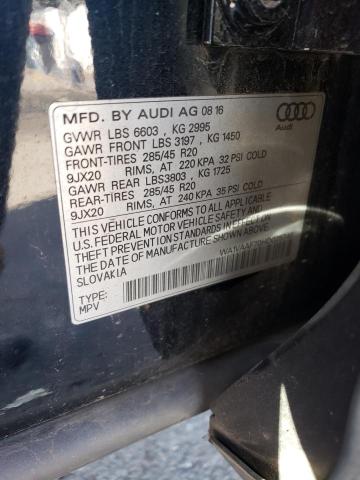 MFD. BY AUDI AG 08 16
GVWR LBS 6603 , KG 2995
GAWR FRONT LBS 3197 , KG 1450
FRONT-TIRES 285/45 R20
9JX20 RIMS, AT 220 KPA 32 PSI COLD
GAWR REAR LBS3803 , KG 1725
REAR-TIRES 285/45 R20
9JX20 RIMS, AT 240 KPA 35 PSI COLD
THIS VEHICLE CONFORMS TO ALL APPLICABLE
U.S. FEDERAL MOTOR VEHICLE SAFETY, BUMPER AND
THEFT PREVENTION STANDARDS IN EFFECT ON
THE DATE OF MANUFACTURE SHOWN ABOVE
SLOVAKIA
TYPE:
MPV
Audi